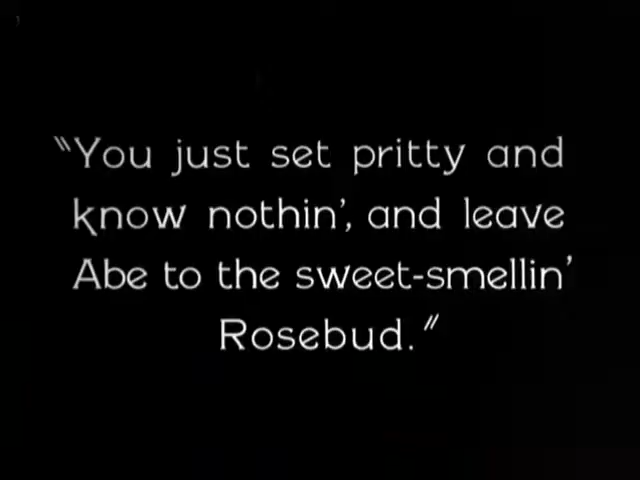 "You just set pritty and
know nothin', and leave
Abe to the sweet-smellin'
Rosebud."